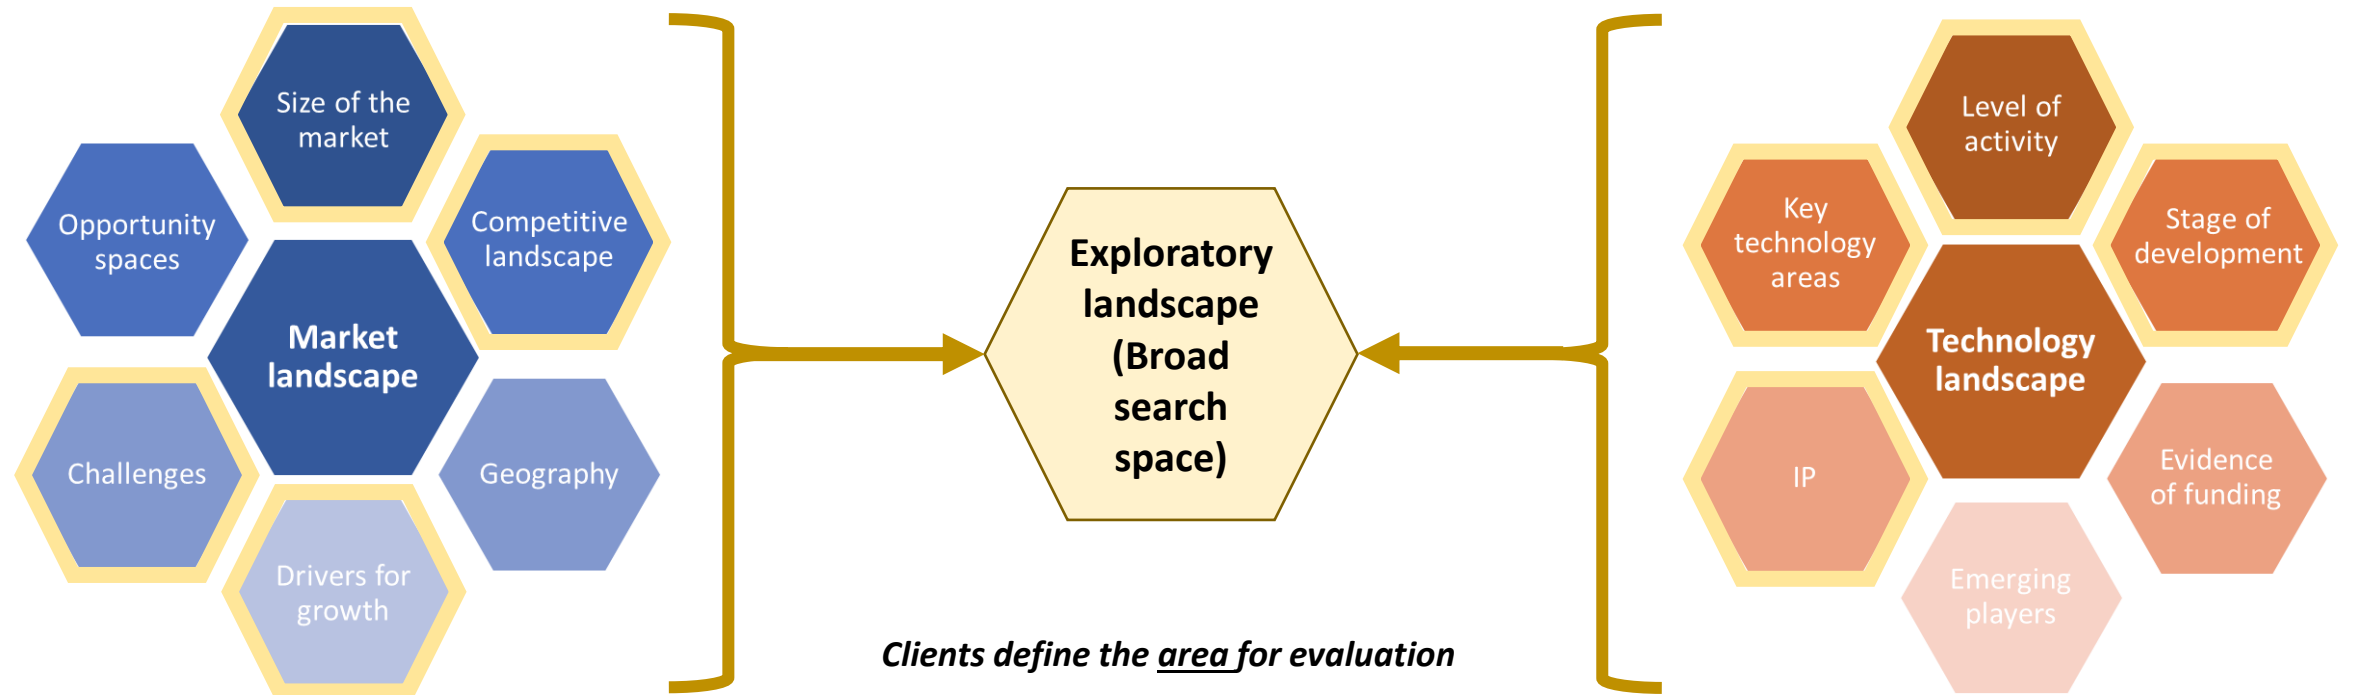 Size of the
market
Opportunity
spaces
Competitive
landscape
Market
landscape
Challenges
Geography
Drivers for
growth
Exploratory
landscape
(Broad
search
space)
Clients define the area for evaluation
Level of
activity
Key
technology
areas
Stage of
development
Technology
landscape
IP
Evidence
of funding
Emerging
players